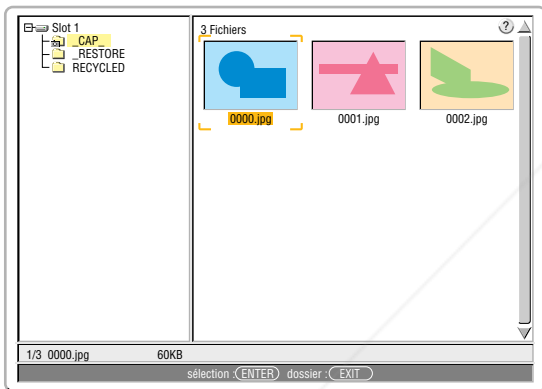 Slot 1
_CAP_
_RESTORE
RECYCLED
3 Fichiers
?
0000.jpg
0001.jpg
0002.jpg
1/3 0000.jpg 60KB
sélection : ENTER dossier : EXIT